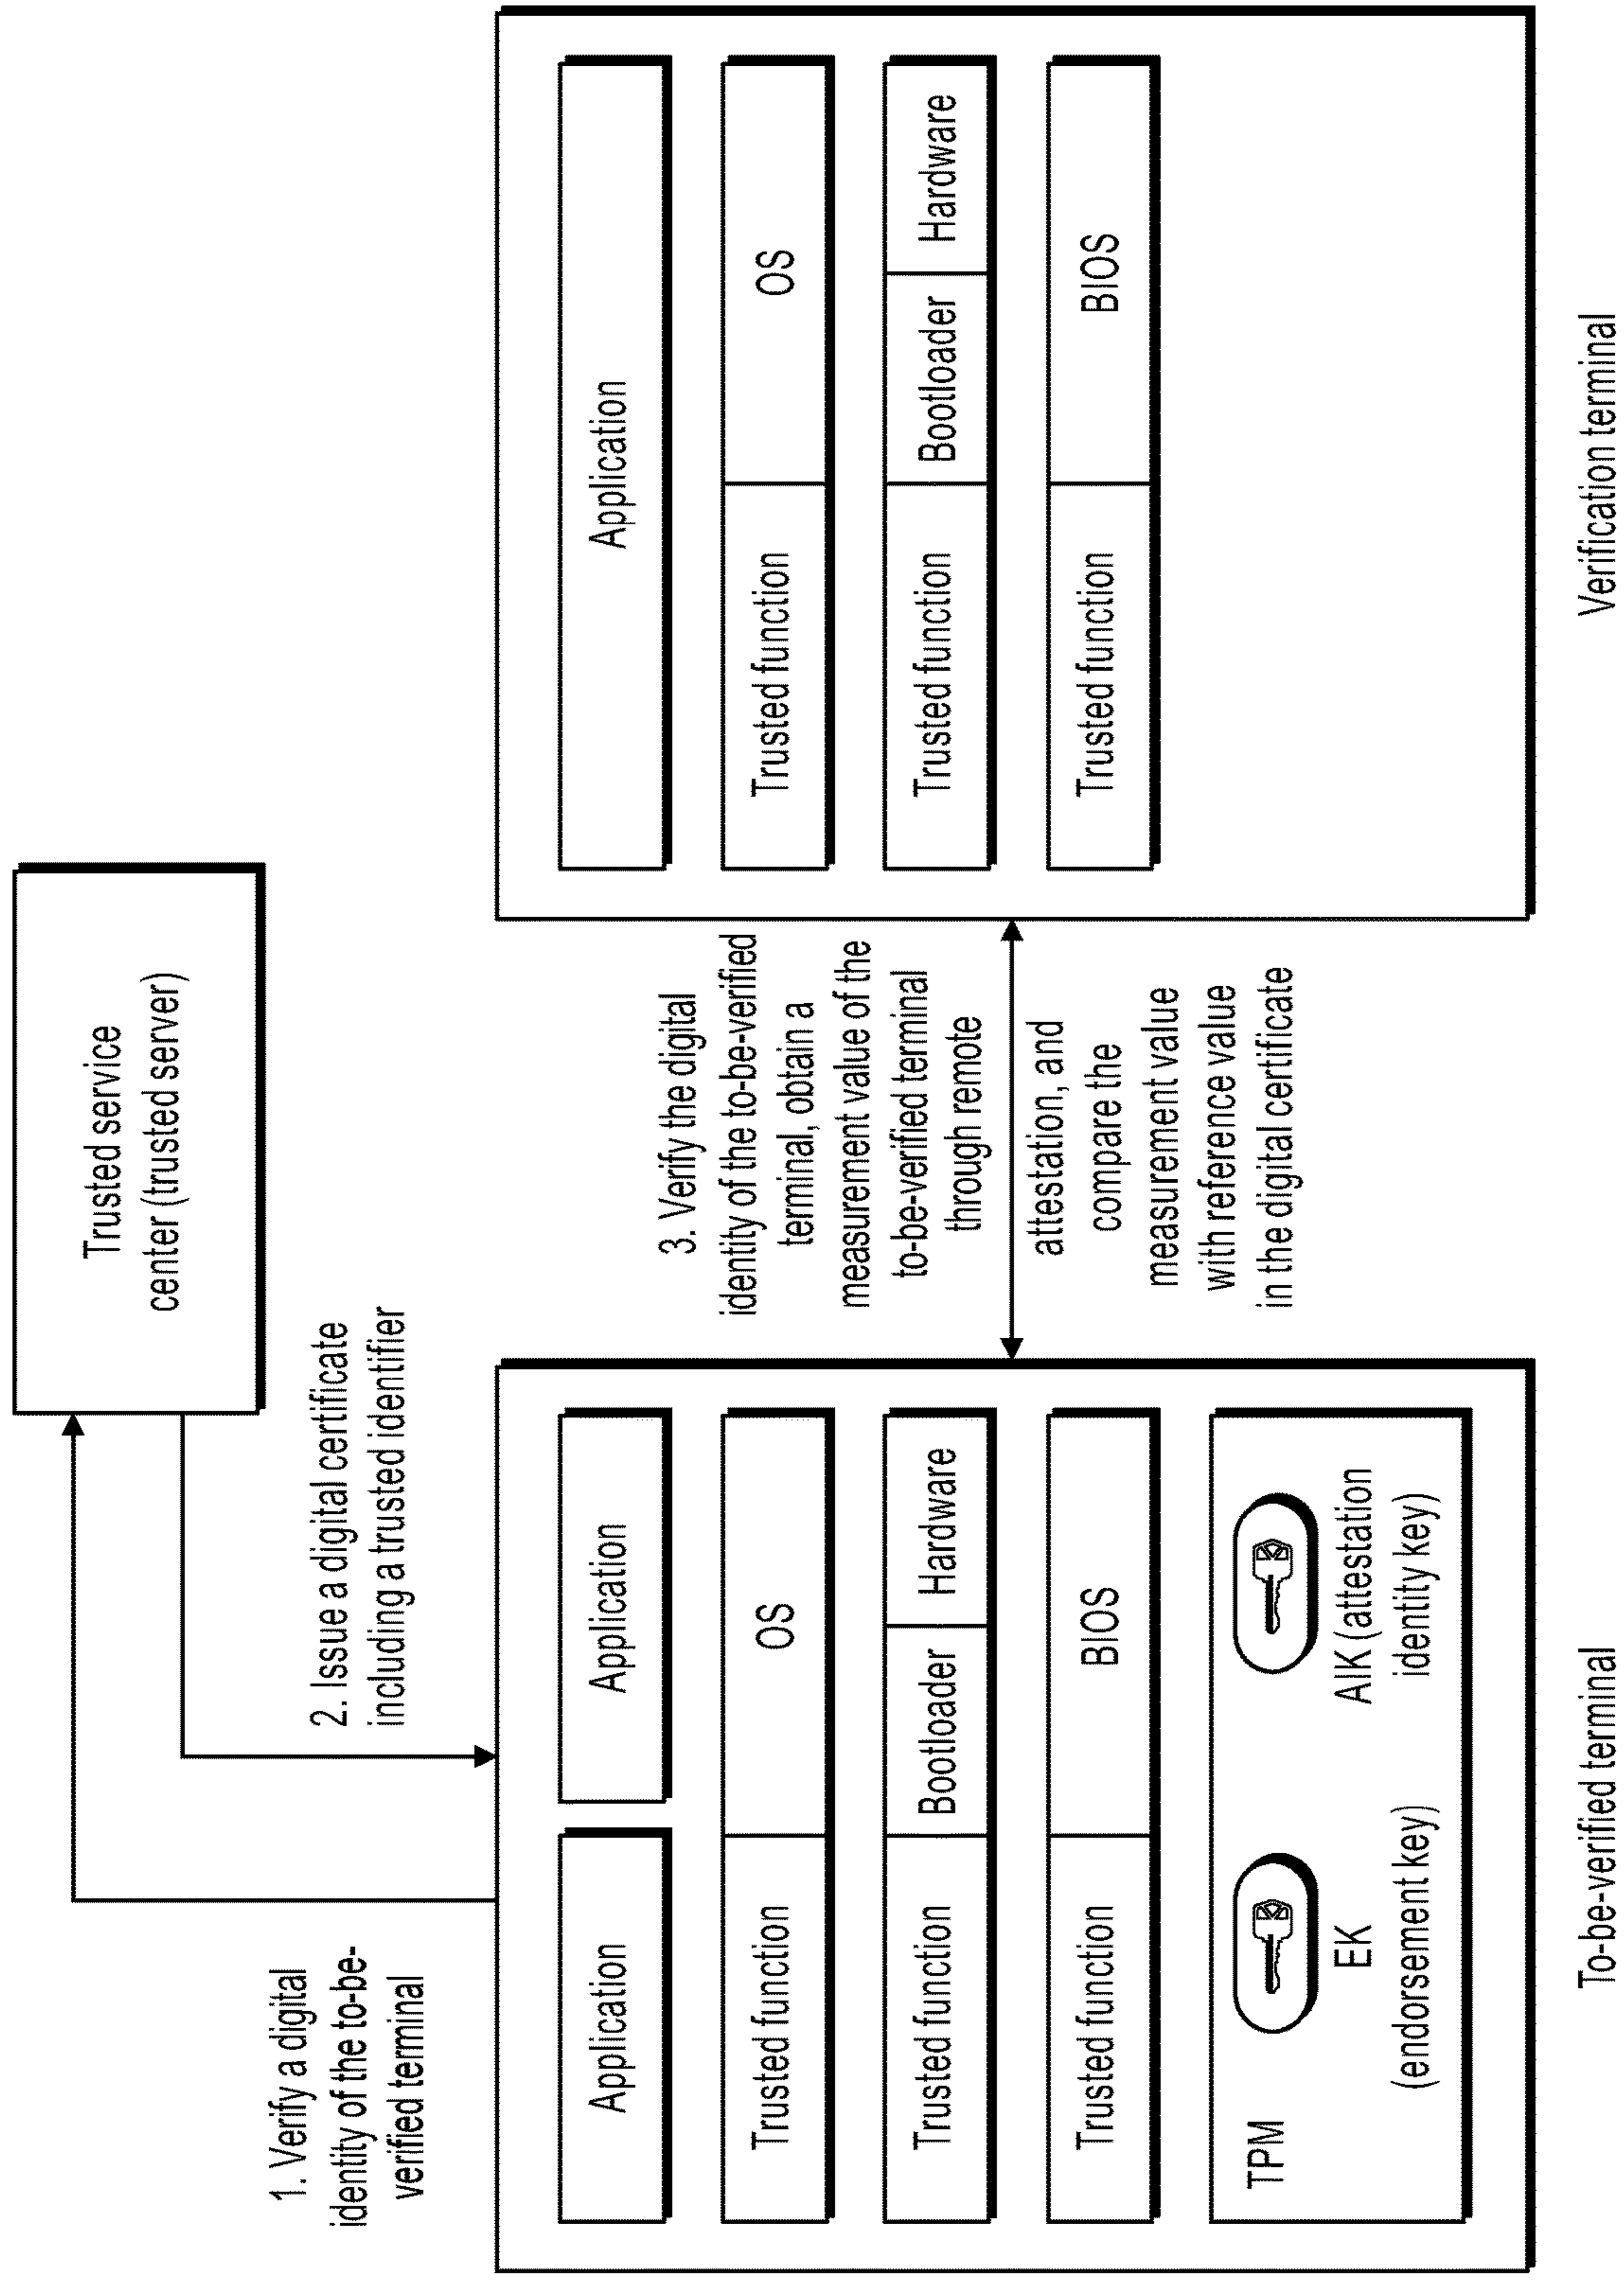 Trusted service
center (trusted server)
1. Verify a digital
identity of the to-be-
verified terminal
2. Issue a digital certificate
including a trusted identifier
Application
Application
Trusted function
OS
Trusted function
Bootloader
Hardware
Trusted function
BIOS
TPM
EK
(endorsement key)
AIK (attestation
identity key)
To-be-verified terminal
3. Verify the digital
identity of the to-be-verified
terminal, obtain a
measurement value of the
to-be-verified terminal
through remote
attestation, and
compare the
measurement value
with reference value
in the digital certificate
Application
Trusted function
OS
Trusted function
Bootloader
Hardware
Trusted function
BIOS
Verification terminal